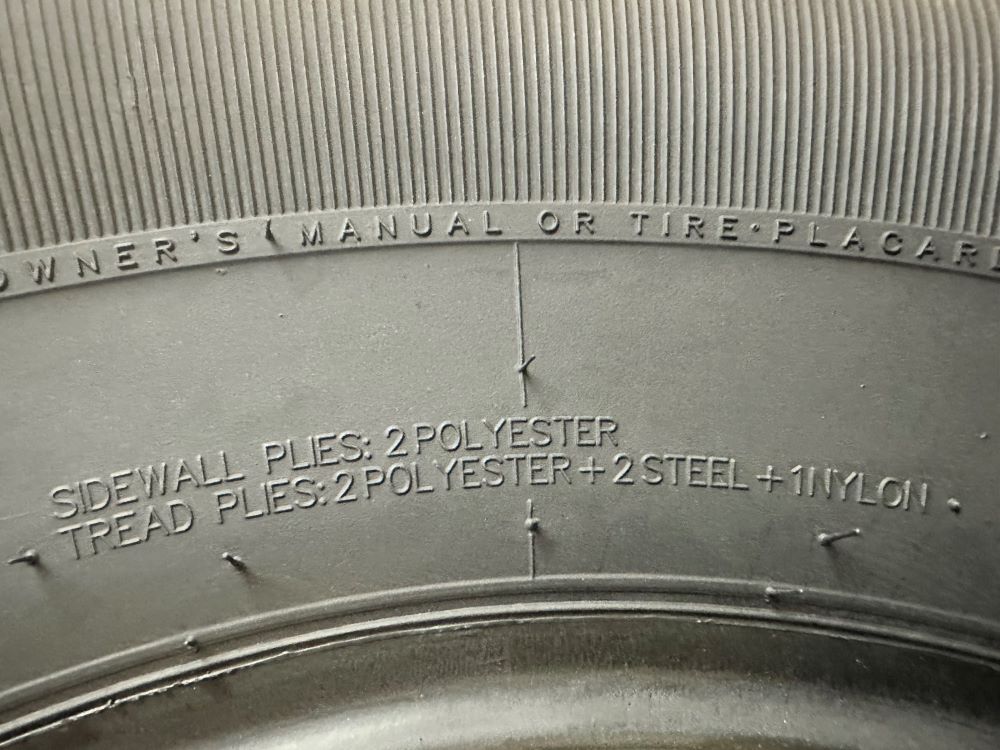 OWNER'S MANUAL OR TIRE·PLACARD
SIDEWALL PLIES: 2 POLYESTER
TREAD PLIES: 2 POLYESTER + 2 STEEL + 1 NYLON